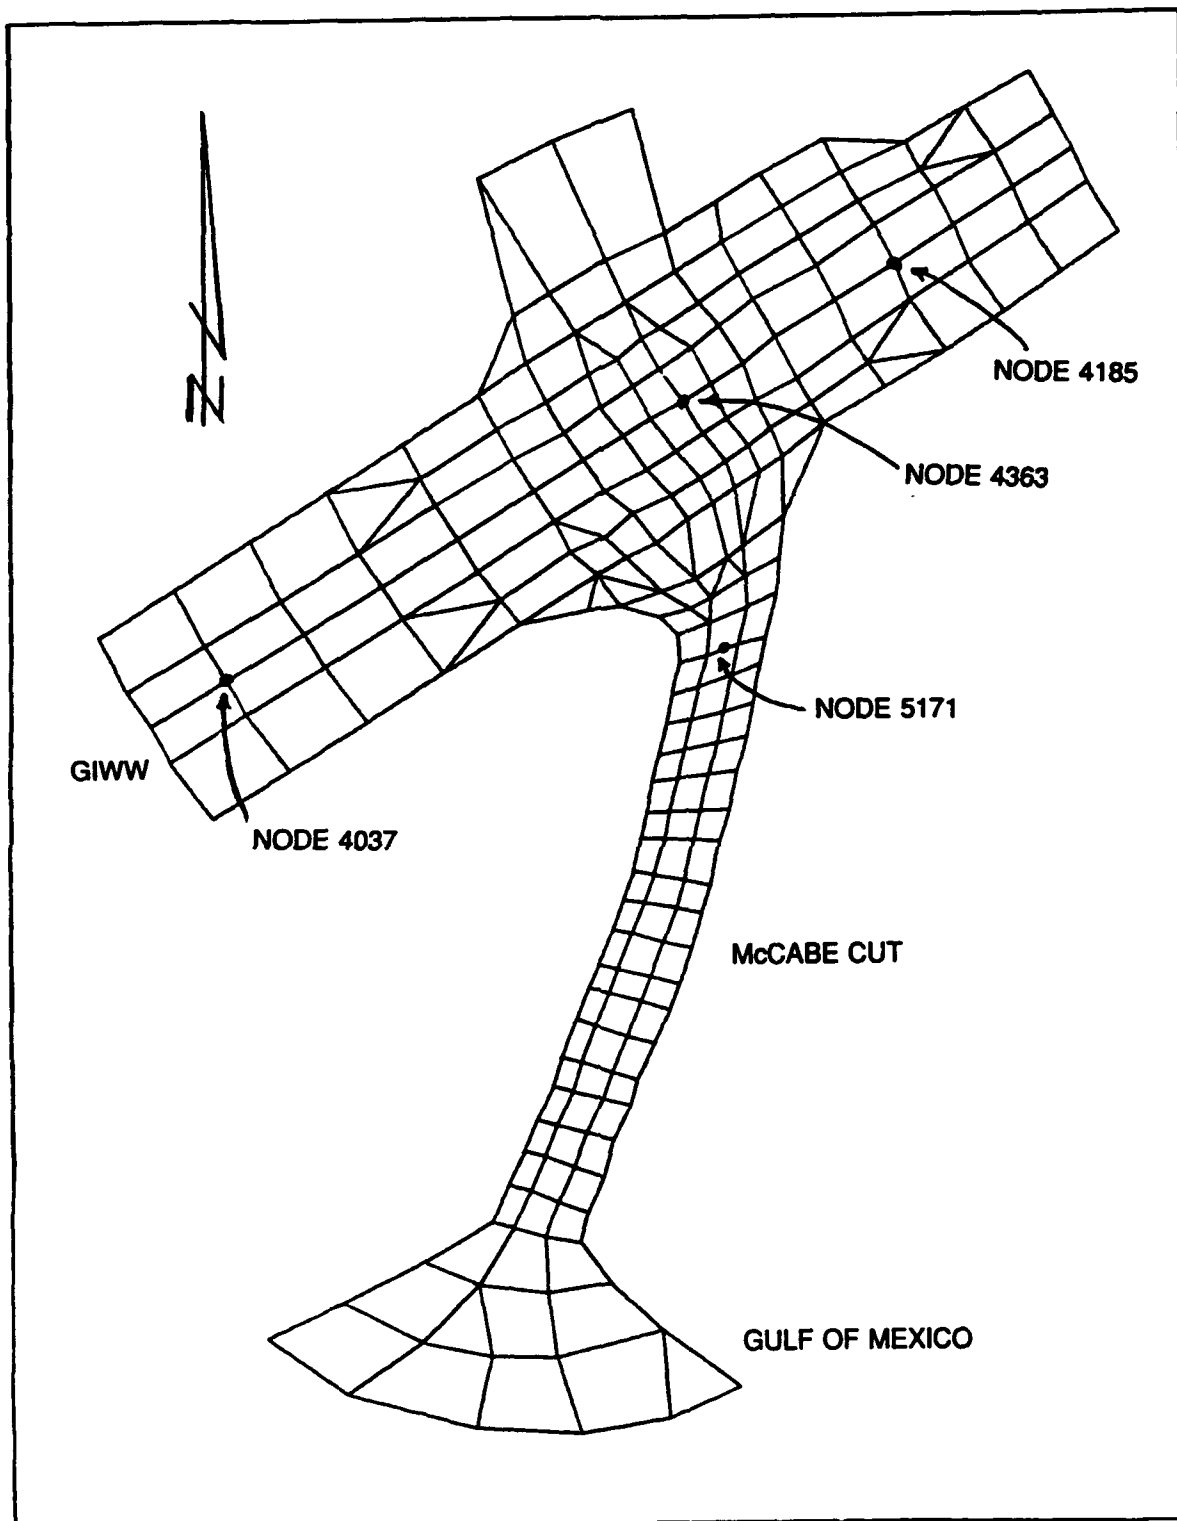 N
NODE 4185
NODE 4363
NODE 5171
GIWW
NODE 4037
McCABE CUT
GULF OF MEXICO